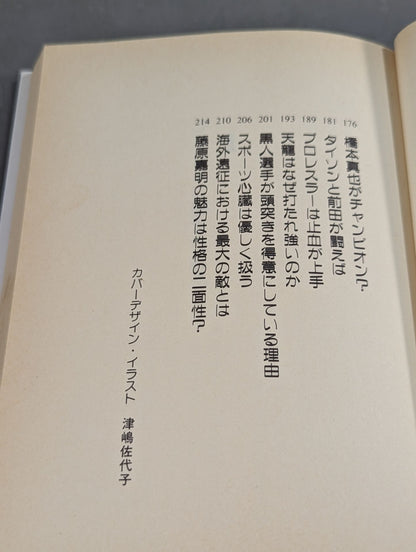 176 橋本真也がチャンピオン?
181 タイソンと前田が闘えば
189 プロレスラーは止血が上手
193 天龍はなぜ打たれ強いのか
201 黒人選手が頭突きを得意にしている理由
206 スポーツ心臓は優しく扱う
210 海外遠征における最大の敵とは
214 藤原嘉明の魅力は性格の二面性?
カバーデザイン・イラスト 津嶋佐代子